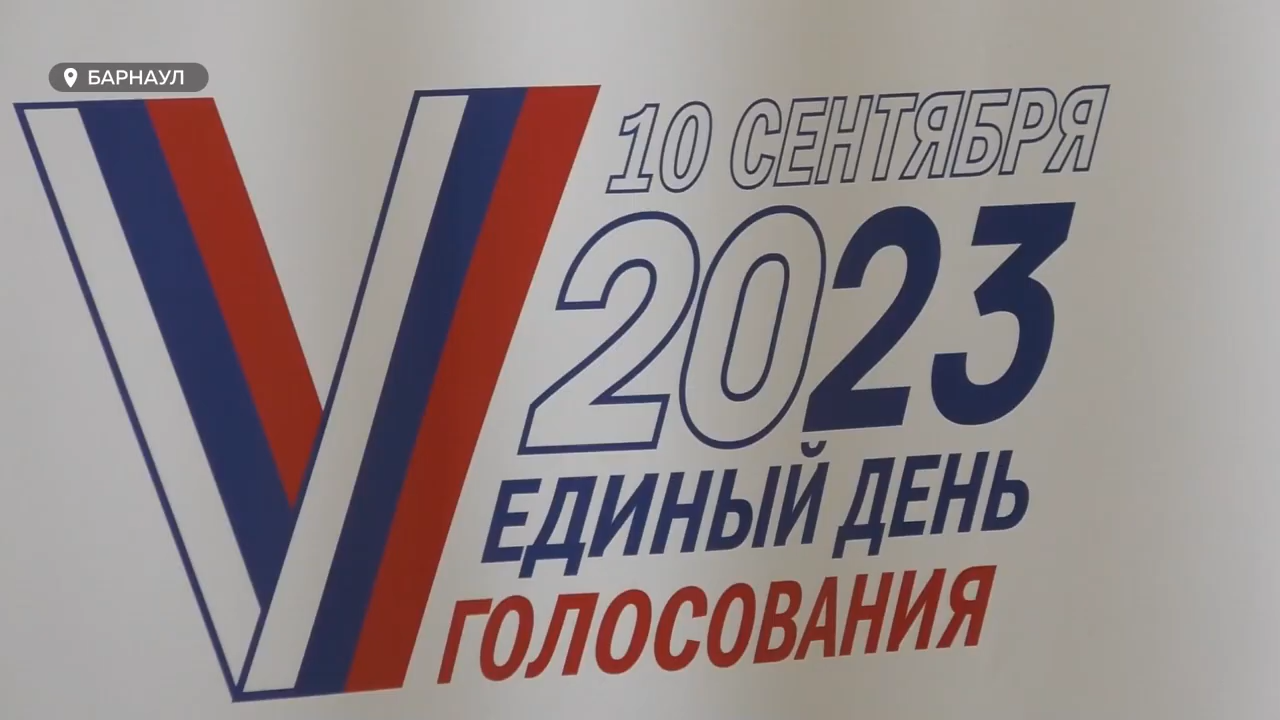 БАРНАУЛ
10 СЕНТЯБРЯ
2023
ЕДИНЫЙ ДЕНЬ
ГОЛОСОВАНИЯ